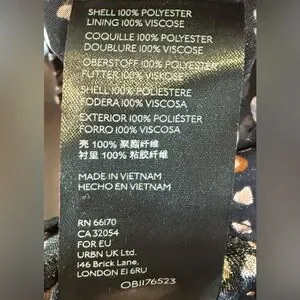 SHELL 100% POLYESTER
LINING 100% VISCOSE
COQUILLE 100% POLYESTER
DOUBLURE 100% VISCOSE
OBERSTOFF 100% POLYESTER
FUTTER 100% VISKOSE
SHELL 100% POLIESTERE
FODERA 100% VISCOSA
EXTERIOR 100% POLIÉSTER
FORRO 100% VISCOSA
壳 100% 聚酯纤维
衬里 100% 粘胶纤维
MADE IN VIETNAM
HECHO EN VIETNAM
RN 66170
CA 32054
FOR EU
URBN UK Ltd.
146 Brick Lane,
LONDON E1 6RU
OB1176523